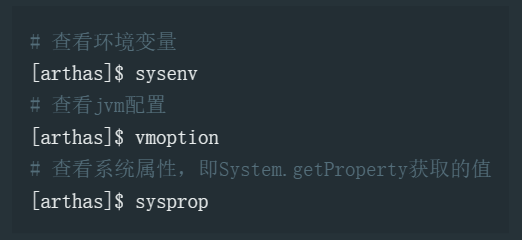 # 查看环境变量
[arthas]$ sysenv
# 查看jvm配置
[arthas]$ vmoption
# 查看系统属性，即System.getProperty获取的值
[arthas]$ sysprop